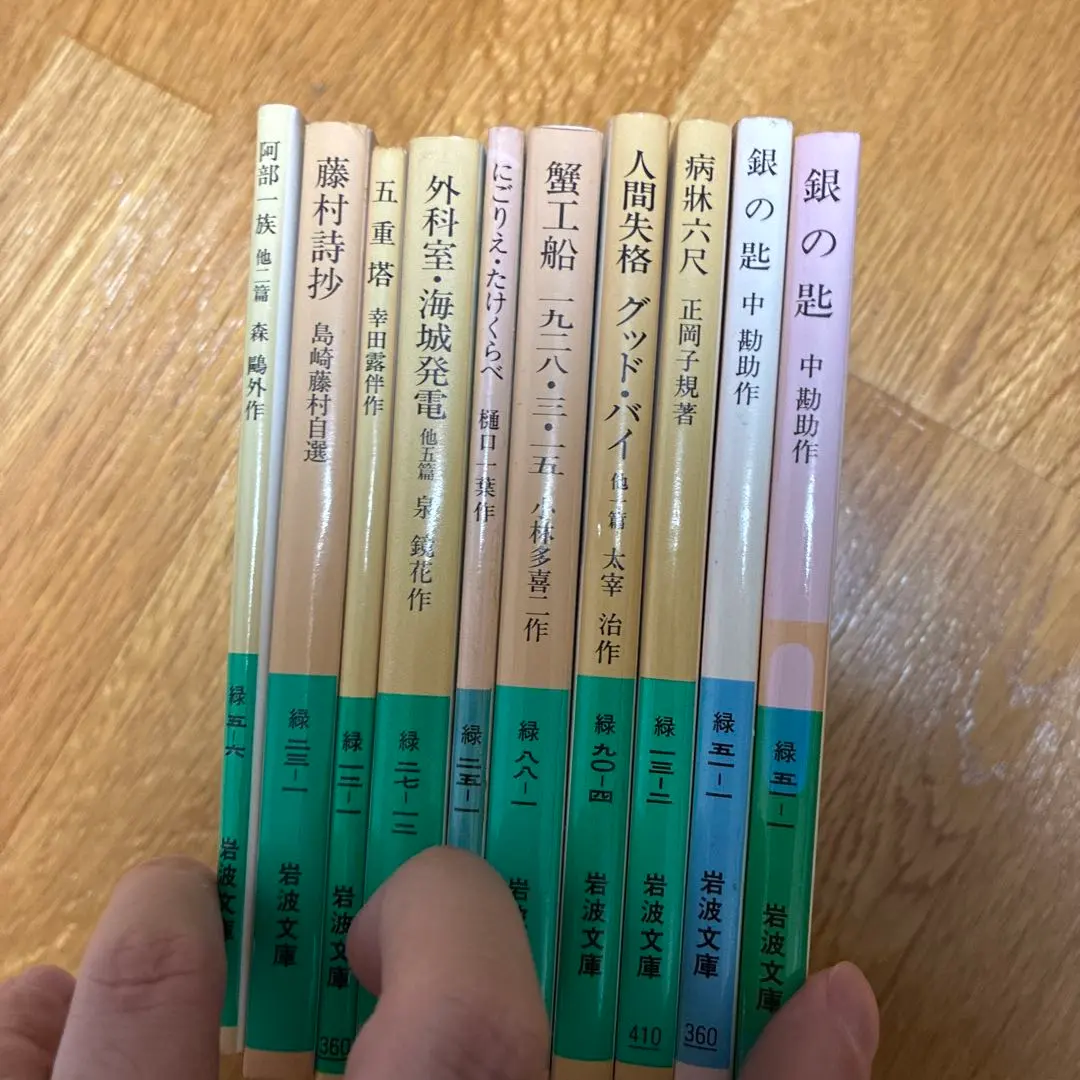 阿部一族 他二篇 森 鷗外作
緑五-六
岩波文庫
藤村詩抄 島崎藤村自選
緑二三-一
岩波文庫
五重塔 幸田露伴作
緑一二-一
岩波文庫
360
外科室・海城発電 他五篇 泉 鏡花作
緑二七-一二
にごりえ・たけくらべ 樋口一葉作
緑二五-一
蟹工船 一九二八・三・一五 小林多喜二作
緑八八-一
岩波文庫
人間失格 グッド・バイ 他一篇 太宰 治作
緑九〇-四
岩波文庫
病牀六尺 正岡子規著
緑一三-二
岩波文庫
410
銀の匙 中 勘助作
緑五一-一
岩波文庫
360
銀の匙 中 勘助作
緑五一-一
岩波文庫